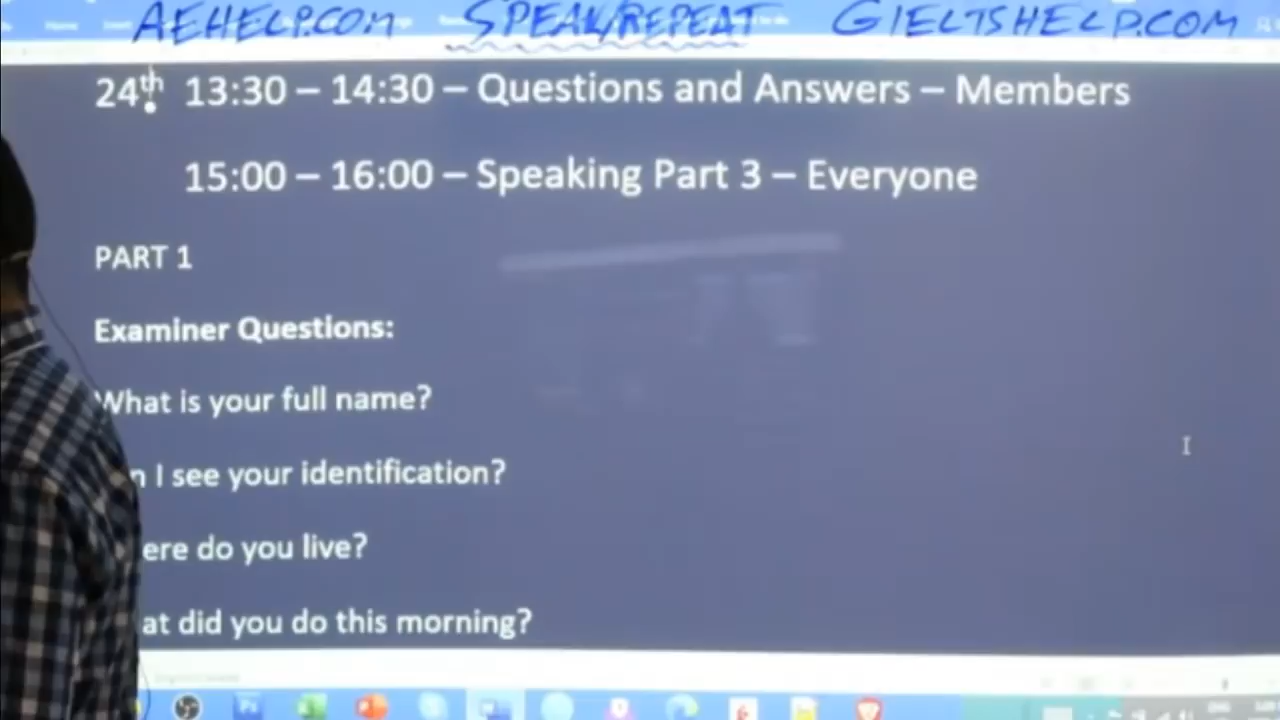 AEHELP.COM SPEAK/REPEAT GIELTSHELP.COM
24th 13:30 – 14:30 – Questions and Answers – Members
15:00 – 16:00 – Speaking Part 3 – Everyone
PART 1
Examiner Questions:
What is your full name?
n I see your identification?
ere do you live?
at did you do this morning?